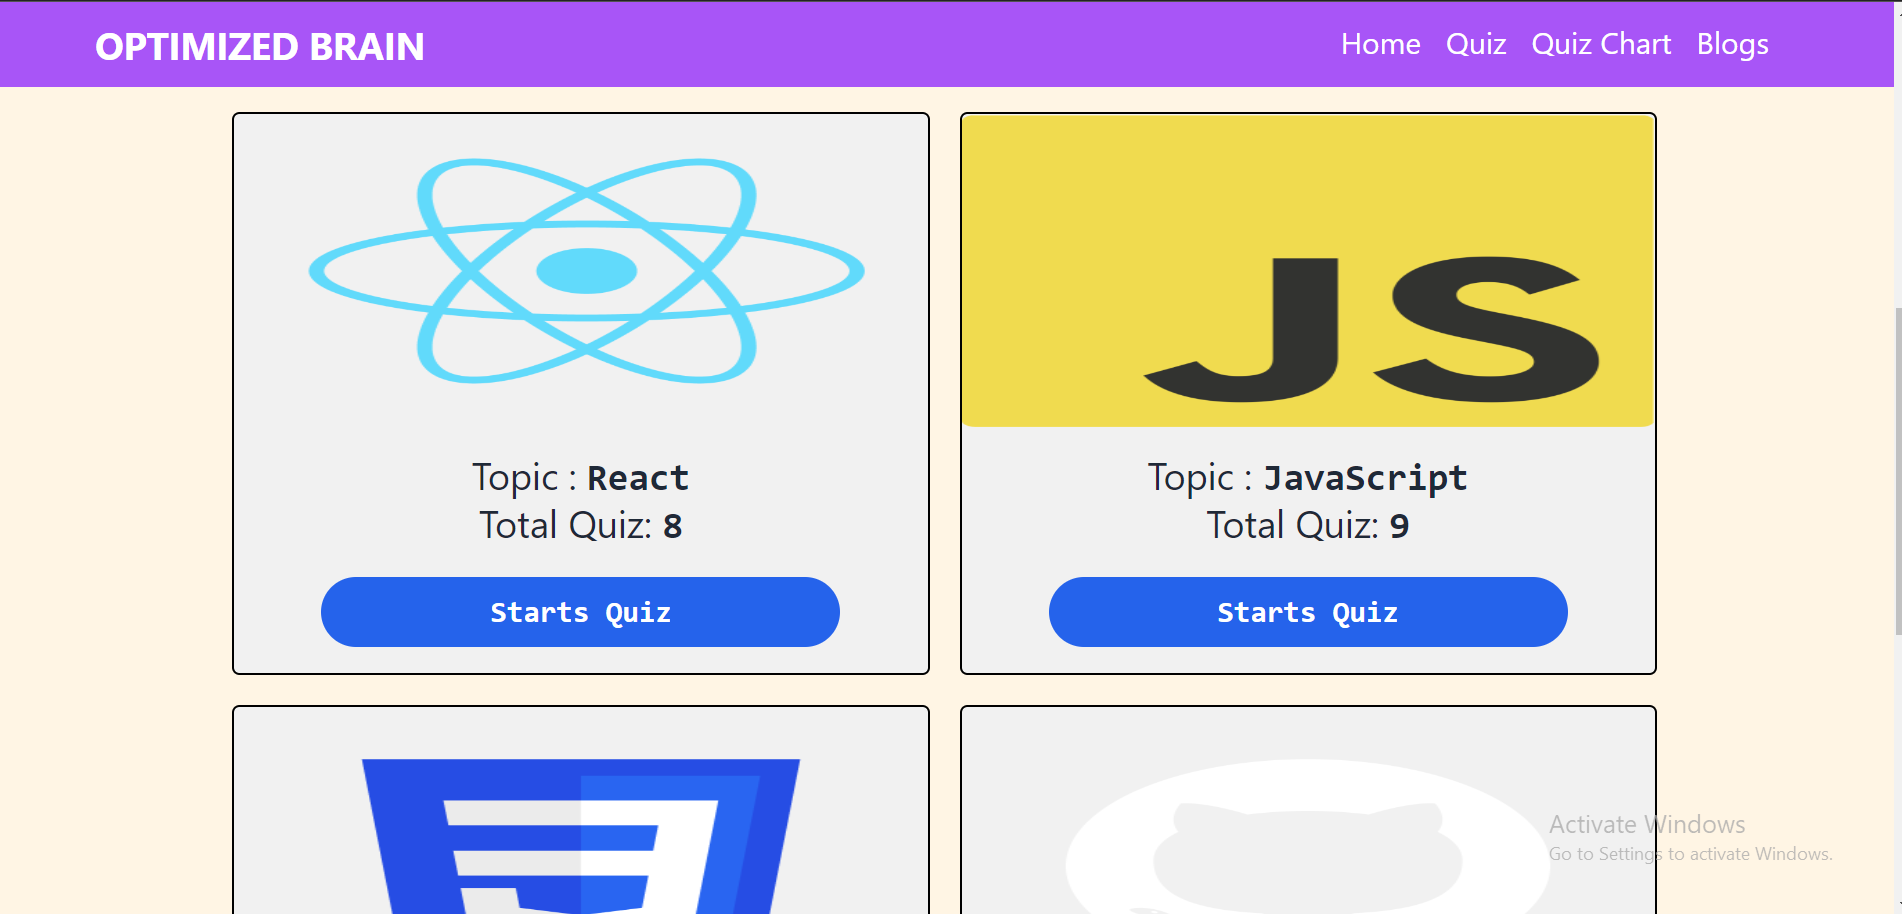 OPTIMIZED BRAIN
Home Quiz Quiz Chart Blogs
JS
Topic : React
Total Quiz: 8
Starts Quiz
Topic : JavaScript
Total Quiz: 9
Starts Quiz
Activate Windows
Go to Settings to activate Windows.